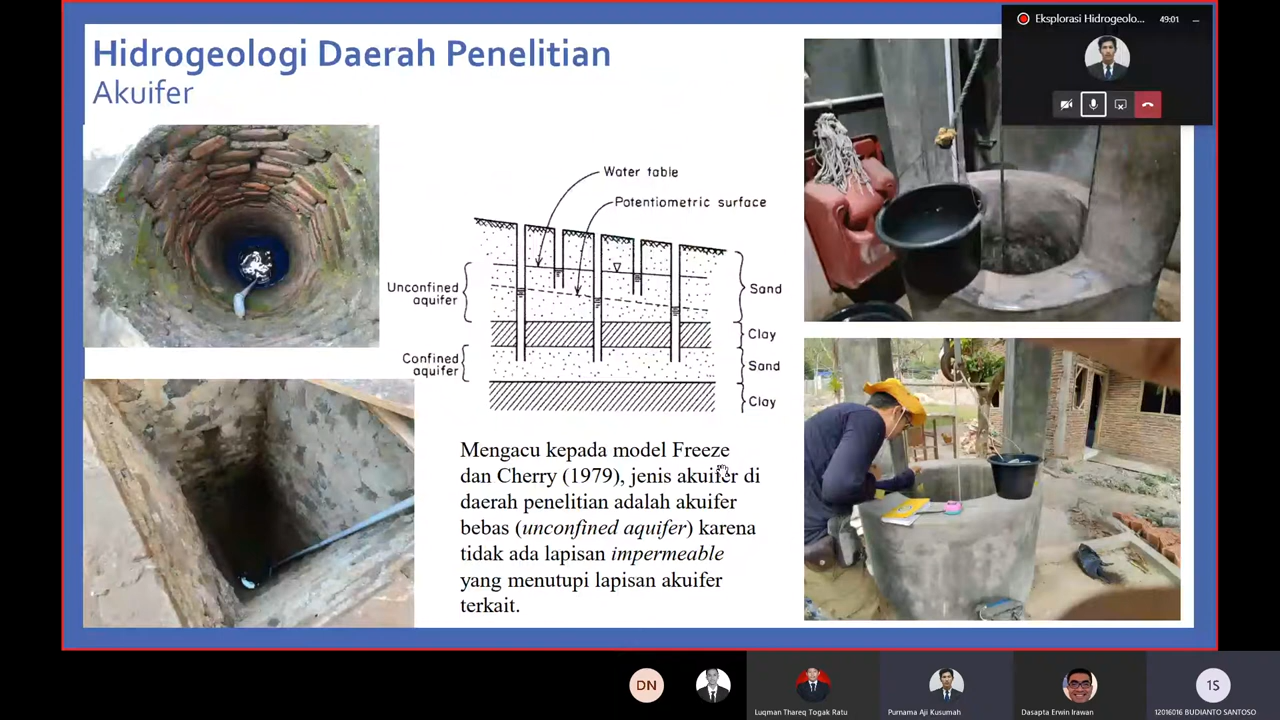 Hidrogeologi Daerah Penelitian
Akuifer
Eksplorasi Hidrogeolo...
49:01
Water table
Potentiometric surface
Unconfined
aquifer
Sand
Clay
Confined
aquifer
Sand
Clay
Mengacu kepada model Freeze
dan Cherry (1979), jenis akuifer di
daerah penelitian adalah akuifer
bebas (unconfined aquifer) karena
tidak ada lapisan impermeable
yang menutupi lapisan akuifer
terkait.
DN
Luqman Thareq Togak Ratu
Purnama Aji Kusumah
Dasapta Erwin Irawan
1S
12016016 BUDIANTO SANTOSO